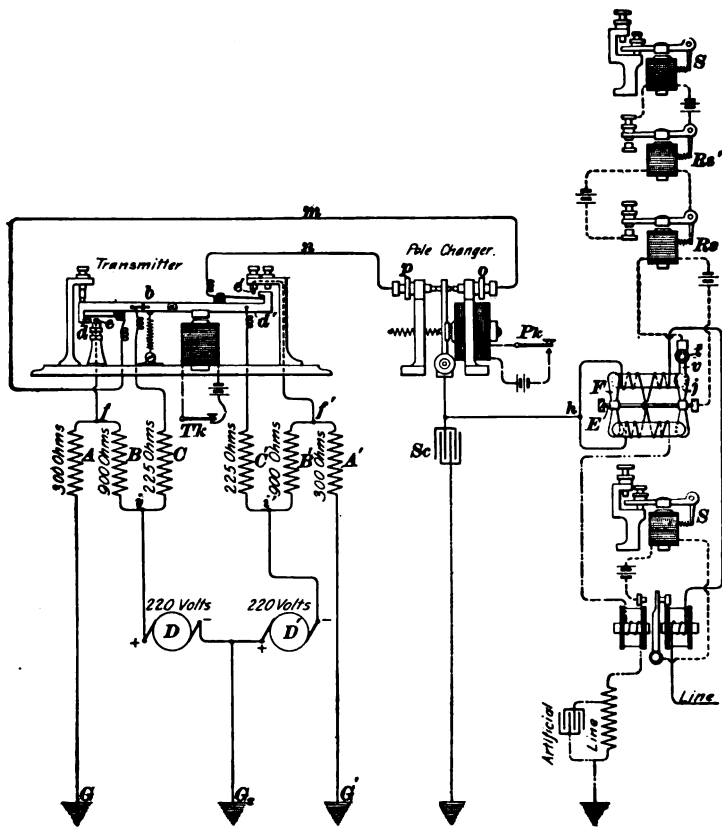 S
Rs'
m
n
Pole Changer.
Rs
Transmitter
p
o
b
e'
d
e
d'
Pk
t
v
F
j
h
E
f
Tk
f'
Sc
300 Ohms
A
900 Ohms
B
225 Ohms
C
225 Ohms
C'
900 Ohms
B'
300 Ohms
A'
i
i'
S
220 Volts
220 Volts
D
D'
+
-
+
-
Line
Artificial
Line
G
G₂
G'